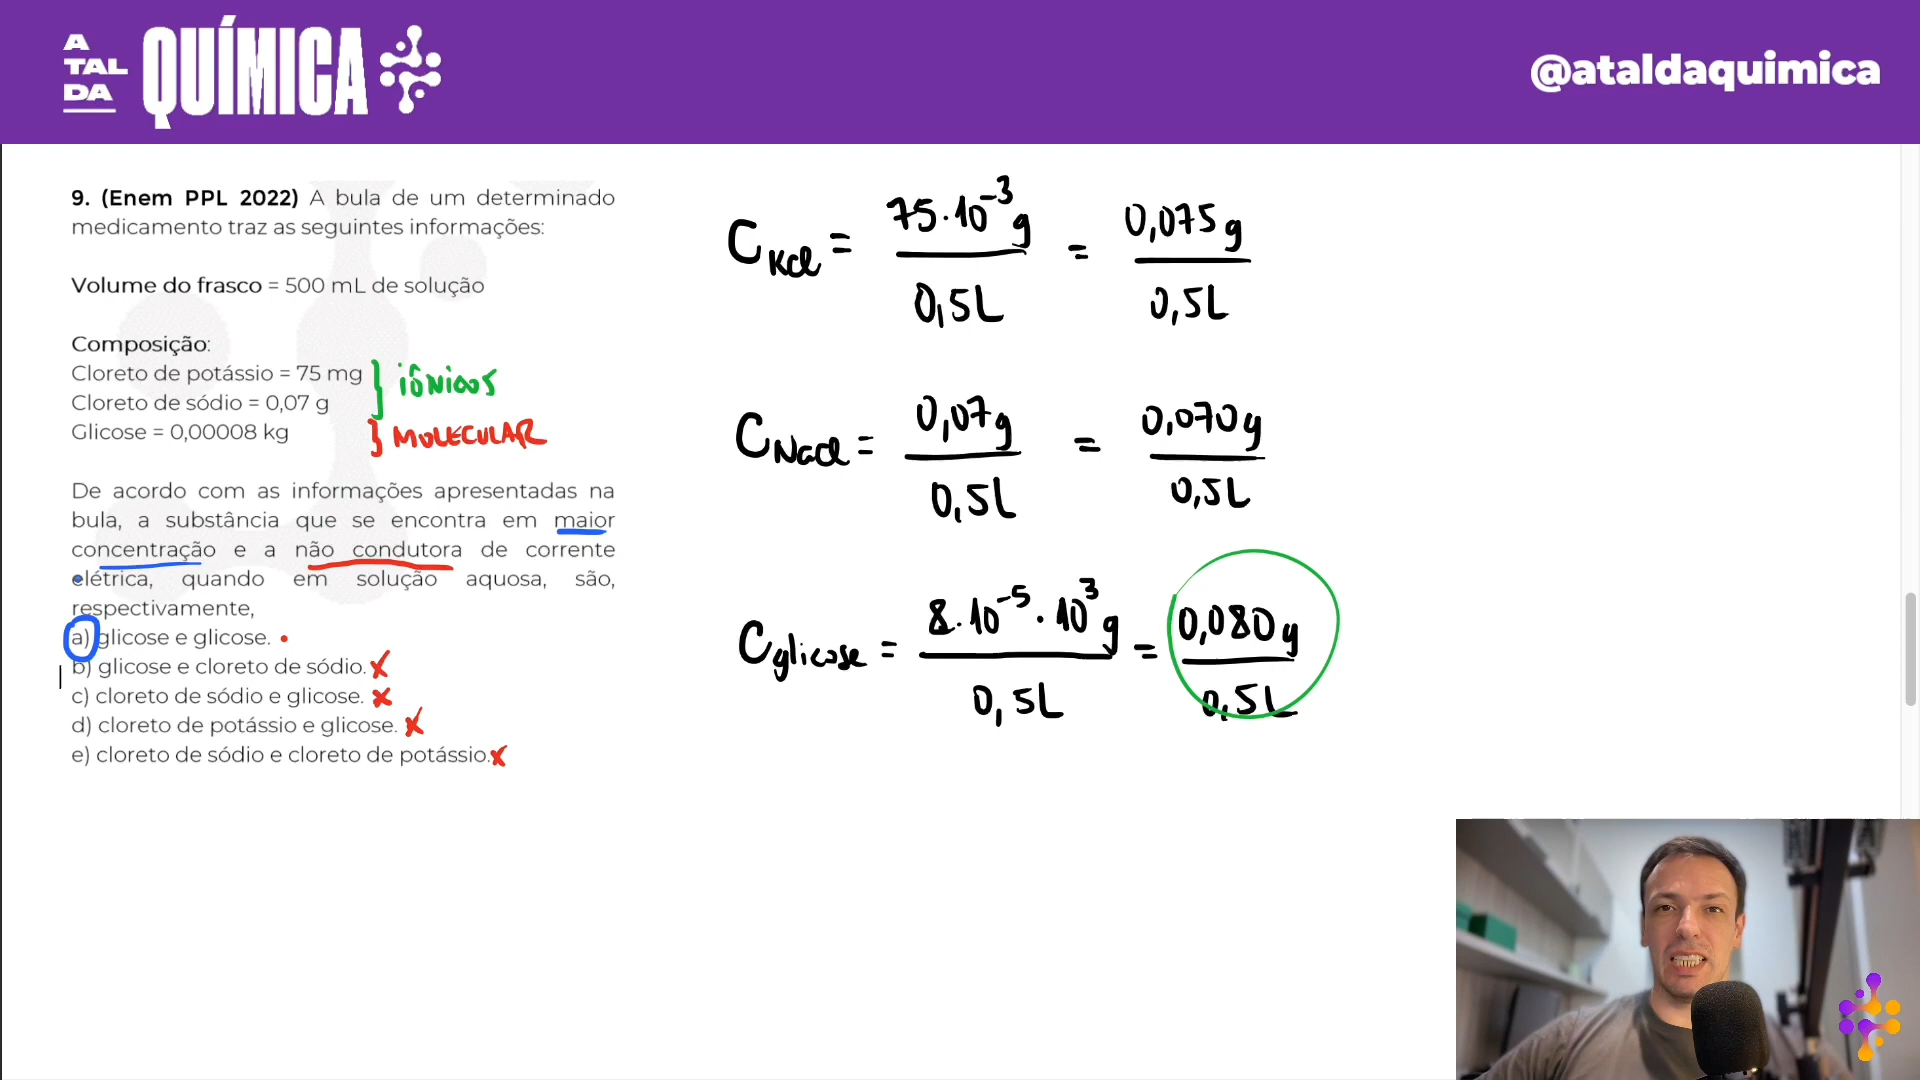 A
TAL
DA
QUÍMICA
@ataldaquimica
9. (Enem PPL 2022) A bula de um determinado
medicamento traz as seguintes informações:
Volume do frasco = 500 mL de solução
Composição:
Cloreto de potássio = 75 mg
Cloreto de sódio = 0,07 g
Glicose = 0,00008 kg
} iÔNicos
} MOLECULAR
De acordo com as informações apresentadas na
bula, a substância que se encontra em maior
concentração e a não condutora de corrente
elétrica, quando em solução aquosa, são,
respectivamente,
a) glicose e glicose.
b) glicose e cloreto de sódio. x
c) cloreto de sódio e glicose. x
d) cloreto de potássio e glicose. x
e) cloreto de sódio e cloreto de potássio. x
C KCl = 75·10⁻³ g / 0,5L = 0,075 g / 0,5L
C NaCl = 0,07 g / 0,5L = 0,070 g / 0,5L
C glicose = 8·10⁻⁵·10³ g / 0,5L = 0,080 g / 0,5L